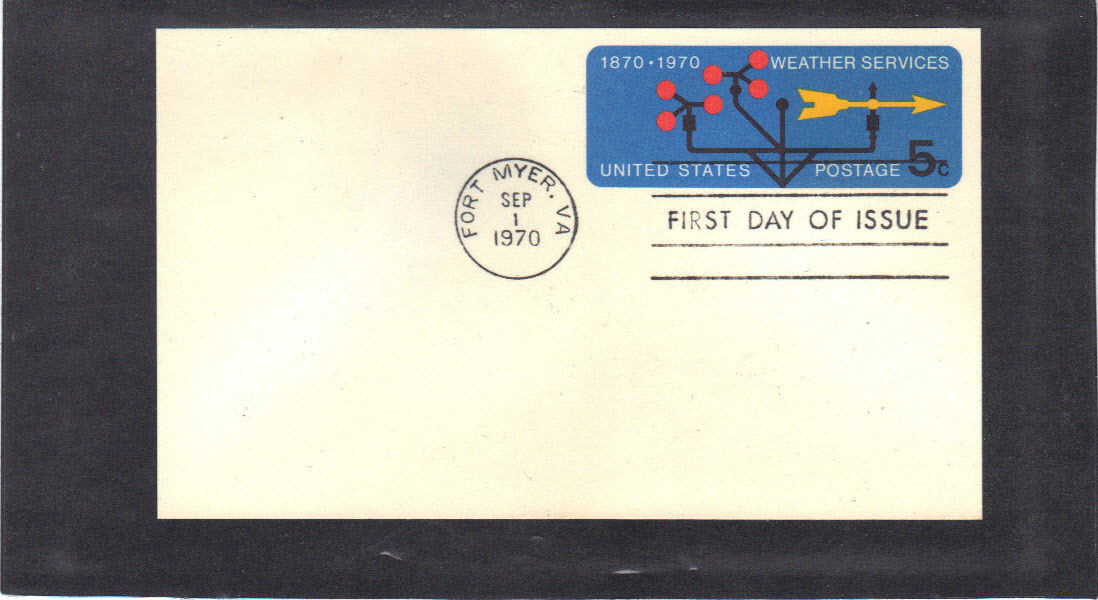 1870 • 1970 WEATHER SERVICES
UNITED STATES POSTAGE 5c
FORT MYER, VA
SEP
1
1970
FIRST DAY OF ISSUE